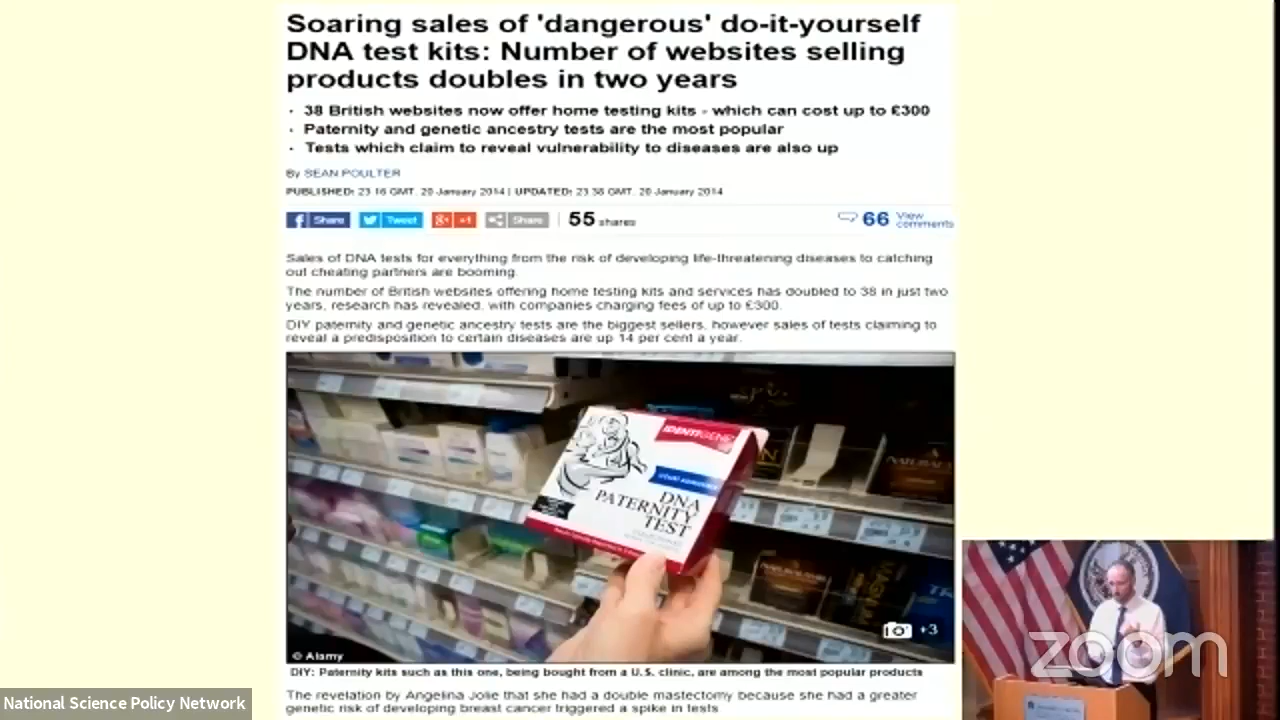 Soaring sales of 'dangerous' do-it-yourself
DNA test kits: Number of websites selling
products doubles in two years
· 38 British websites now offer home testing kits - which can cost up to £300
· Paternity and genetic ancestry tests are the most popular
· Tests which claim to reveal vulnerability to diseases are also up
By SEAN POULTER
PUBLISHED: 23:16 GMT, 20 January 2014 | UPDATED: 23:38 GMT, 20 January 2014
Share
Tweet
+1
Share
55 shares
66 View
comments
Sales of DNA tests for everything from the risk of developing life-threatening diseases to catching
out cheating partners are booming.
The number of British websites offering home testing kits and services has doubled to 38 in just two
years, research has revealed, with companies charging fees of up to £300.
DIY paternity and genetic ancestry tests are the biggest sellers, however sales of tests claiming to
reveal a predisposition to certain diseases are up 14 per cent a year.
IDENTIGENE
DNA
PATERNITY
TEST
+3
© Alamy
DIY: Paternity kits such as this one, being bought from a U.S. clinic, are among the most popular products
The revelation by Angelina Jolie that she had a double mastectomy because she had a greater
genetic risk of developing breast cancer triggered a spike in tests
zoom
National Science Policy Network